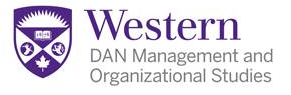 Western
DAN Management and
Organizational Studies